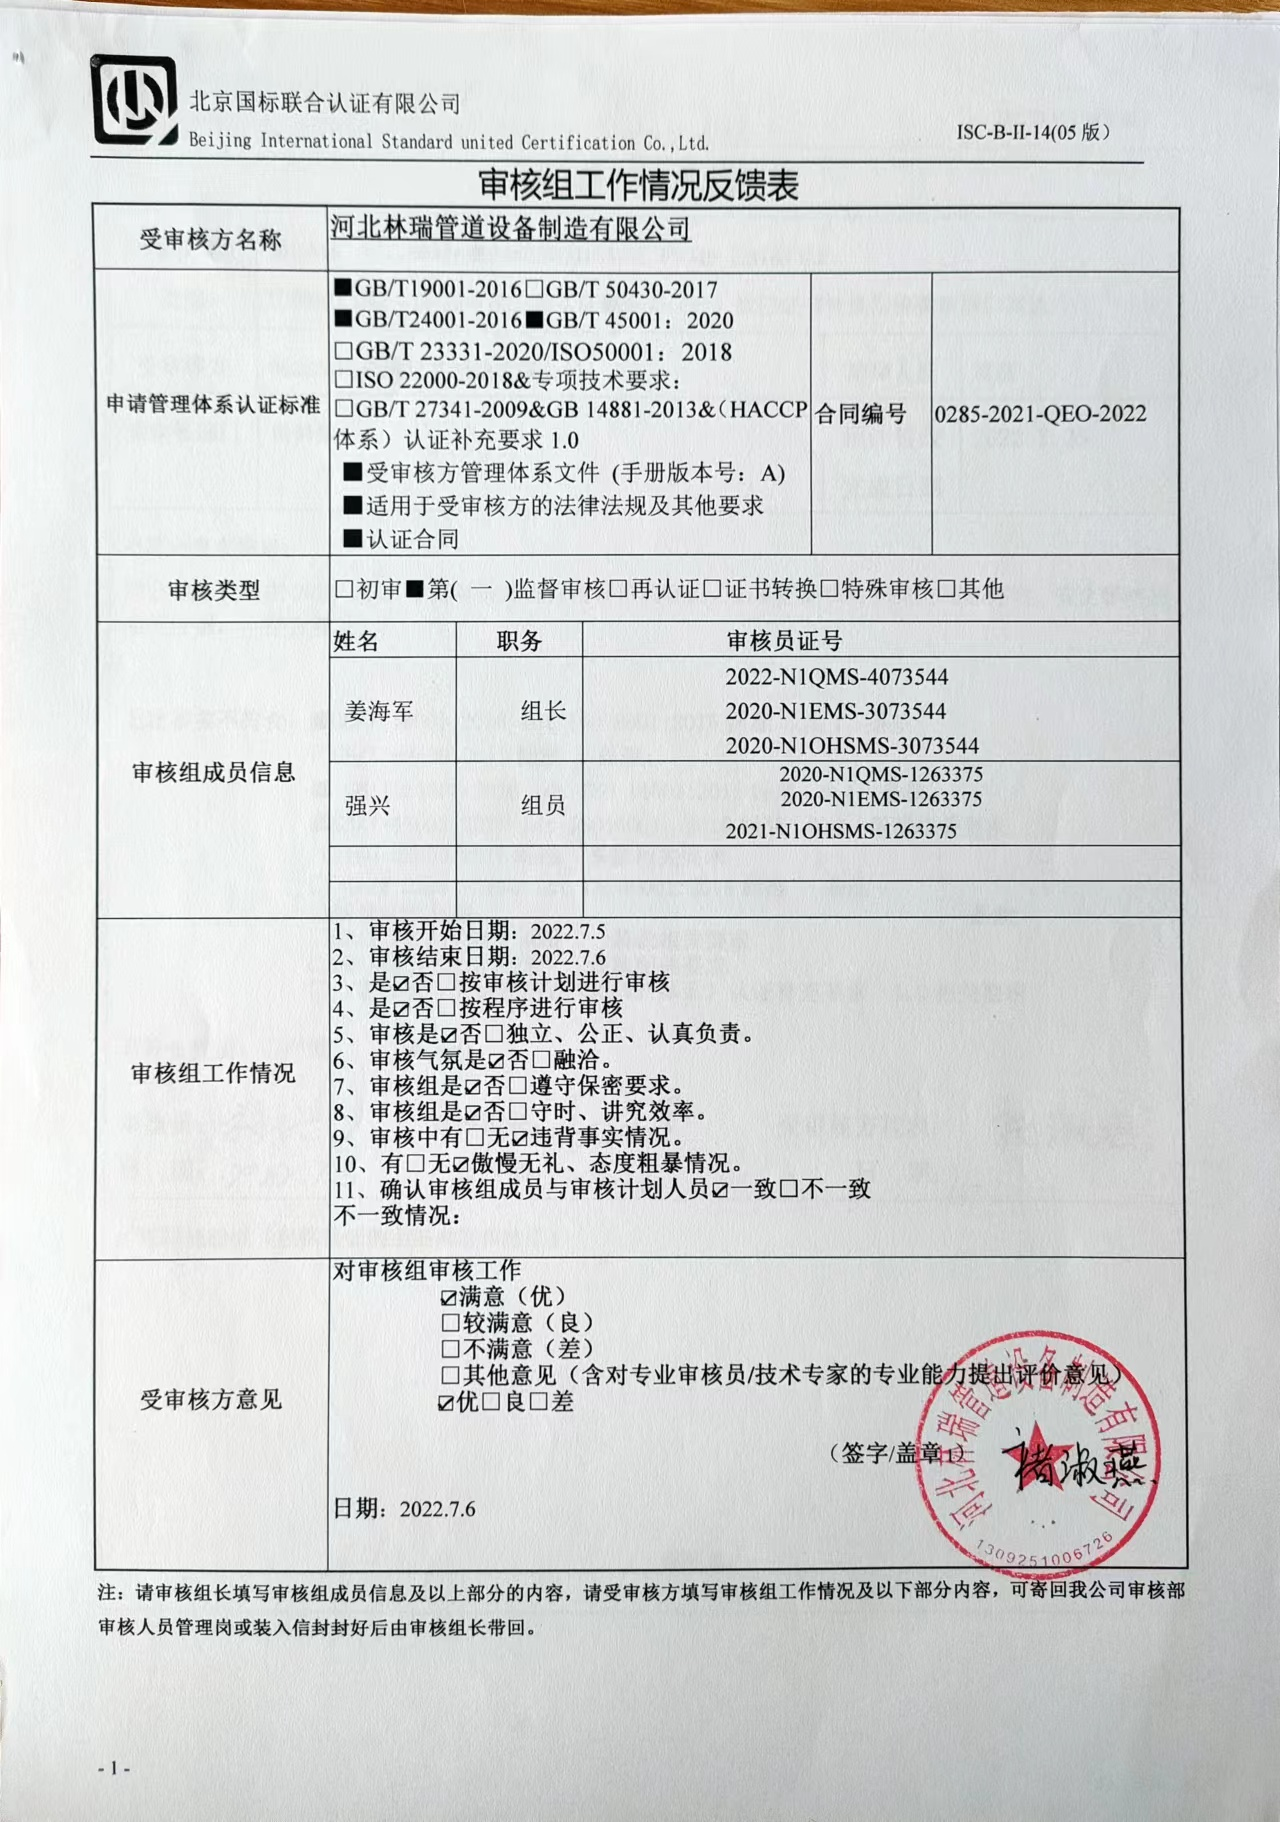 北京国标联合认证有限公司
Beijing International Standard united Certification Co.,Ltd.
ISC-B-II-14(05 版)
审核组工作情况反馈表
受审核方名称
河北林瑞管道设备制造有限公司
申请管理体系认证标准
■GB/T19001-2016□GB/T 50430-2017
■GB/T24001-2016■GB/T 45001：2020
□GB/T 23331-2020/ISO50001：2018
□ISO 22000-2018&专项技术要求:
□GB/T 27341-2009&GB 14881-2013&（HACCP
体系）认证补充要求 1.0
■受审核方管理体系文件 (手册版本号：A)
■适用于受审核方的法律法规及其他要求
■认证合同
合同编号
0285-2021-QEO-2022
审核类型
□初审■第( 一 )监督审核□再认证□证书转换□特殊审核□其他
审核组成员信息
姓名 职务 审核员证号
姜海军 组长
2022-N1QMS-4073544
2020-N1EMS-3073544
2020-N1OHSMS-3073544
强兴 组员
2020-N1QMS-1263375
2020-N1EMS-1263375
2021-N1OHSMS-1263375
审核组工作情况
1、审核开始日期：2022.7.5
2、审核结束日期：2022.7.6
3、是☑否□按审核计划进行审核
4、是☑否□按程序进行审核
5、审核是☑否□独立、公正、认真负责。
6、审核气氛是☑否□融洽。
7、审核组是☑否□遵守保密要求。
8、审核组是☑否□守时、讲究效率。
9、审核中有□无☑违背事实情况。
10、有□无☑傲慢无礼、态度粗暴情况。
11、确认审核组成员与审核计划人员☑一致□不一致
不一致情况：
受审核方意见
对审核组审核工作
☑满意（优）
□较满意（良）
□不满意（差）
□其他意见（含对专业审核员/技术专家的专业能力提出评价意见）
☑优□良□差
（签字/盖章）
褚淑燕
河北林瑞管道设备制造有限公司
1309251006726
日期：2022.7.6
注：请审核组长填写审核组成员信息及以上部分的内容，请受审核方填写审核组工作情况及以下部分内容，可寄回我公司审核部
审核人员管理岗或装入信封封好后由审核组长带回。
- 1 -